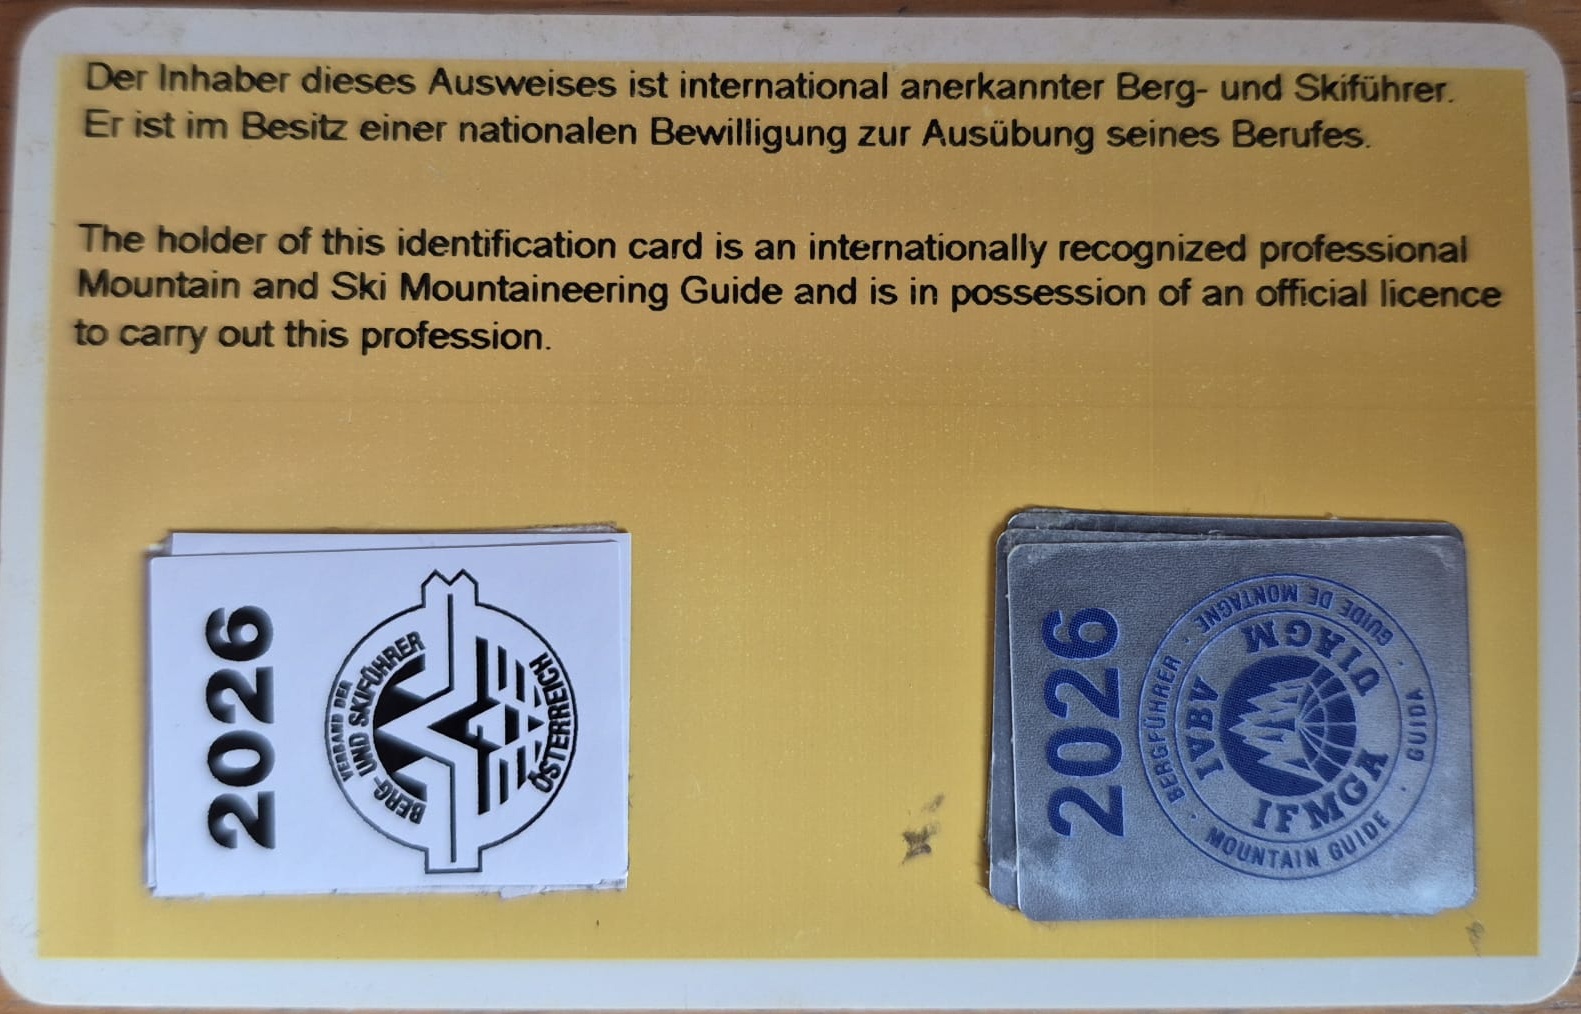 Der Inhaber dieses Ausweises ist international anerkannter Berg- und Skiführer.
Er ist im Besitz einer nationalen Bewilligung zur Ausübung seines Berufes.
The holder of this identification card is an internationally recognized professional
Mountain and Ski Mountaineering Guide and is in possession of an official licence
to carry out this profession.
2026
VERBAND DER
BERG- UND SKIFÜHRER
ÖSTERREICH
2026
BERGFÜHRER · GUIDE DE MONTAGNE · GUIDA · MOUNTAIN GUIDE ·
IVBV UIAGM IFMGA